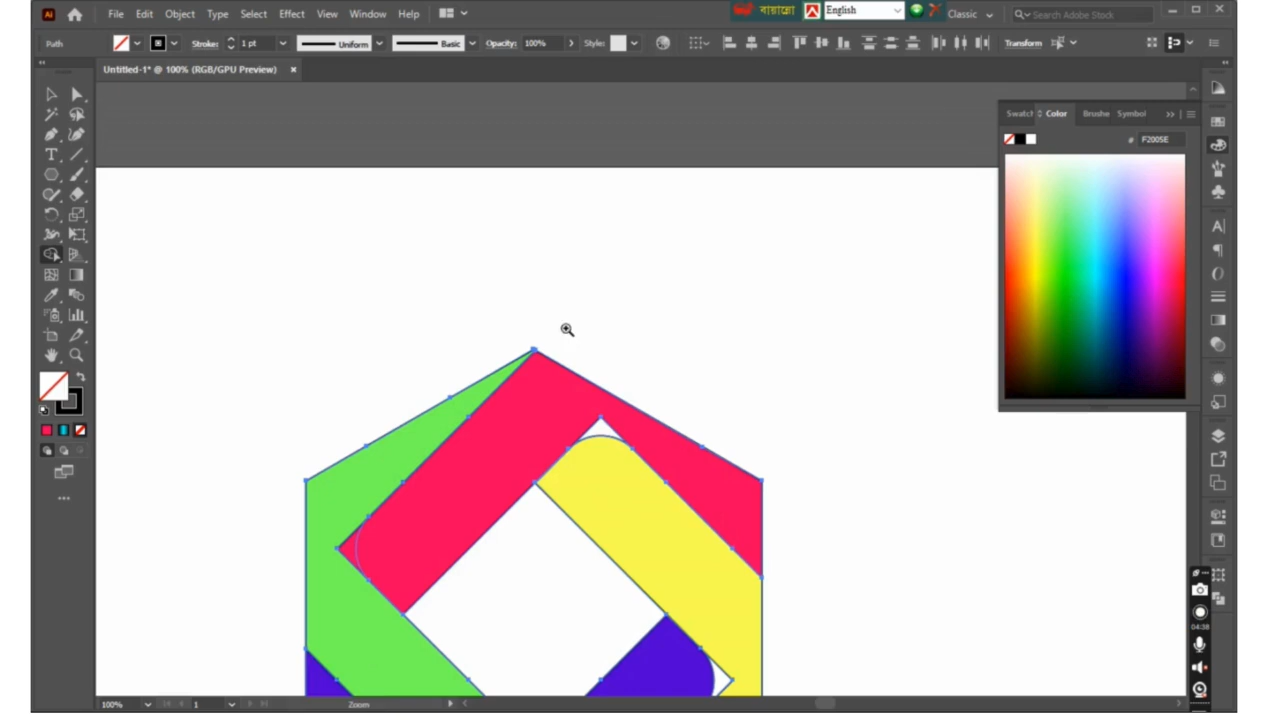 Ai File Edit Object Type Select Effect View Window Help বায়ান্নো English Classic Search Adobe Stock
Path Stroke: 1 pt Uniform Basic Opacity: 100% Style: Transform
Untitled-1* @ 100% (RGB/GPU Preview)
Swatch Color Brushe Symbol
# F2005E
04:38
100% 1 Zoom